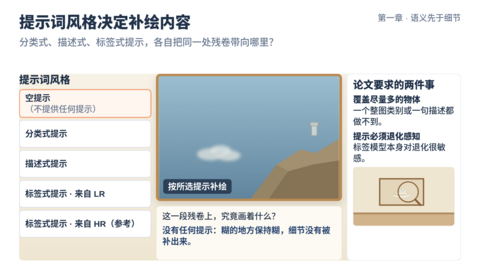 提示词风格决定补绘内容
第一章 · 语义先于细节
分类式、描述式、标签式提示，各自把同一处残卷带向哪里？
提示词风格
空提示
（不提供任何提示）
分类式提示
描述式提示
标签式提示 · 来自 LR
标签式提示 · 来自 HR（参考）
按所选提示补绘
这一段残卷上，究竟画着什么？
没有任何提示：糊的地方保持糊，细节没有被
补出来。
论文要求的两件事
覆盖尽量多的物体
一个整图类别或一句描述都
做不到。
提示必须退化感知
标签模型本身对退化很敏
感。